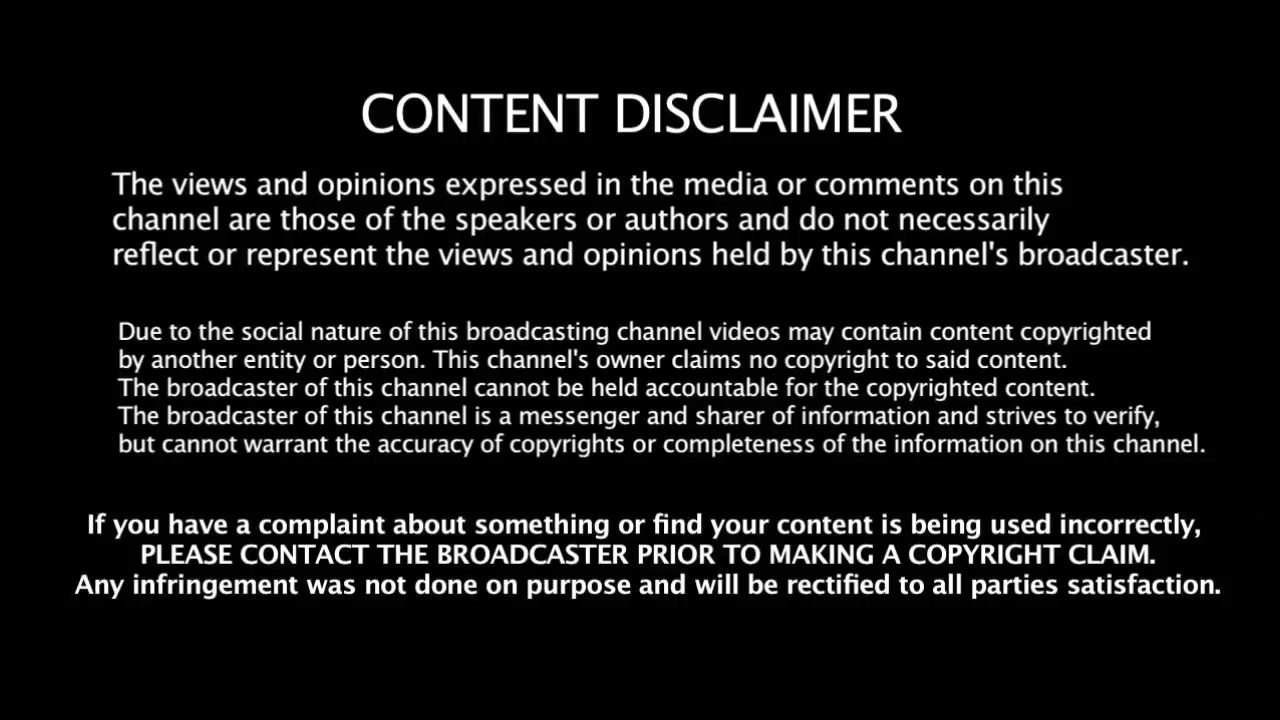 CONTENT DISCLAIMER
The views and opinions expressed in the media or comments on this
channel are those of the speakers or authors and do not necessarily
reflect or represent the views and opinions held by this channel's broadcaster.
Due to the social nature of this broadcasting channel videos may contain content copyrighted
by another entity or person. This channel's owner claims no copyright to said content.
The broadcaster of this channel cannot be held accountable for the copyrighted content.
The broadcaster of this channel is a messenger and sharer of information and strives to verify,
but cannot warrant the accuracy of copyrights or completeness of the information on this channel.
If you have a complaint about something or find your content is being used incorrectly,
PLEASE CONTACT THE BROADCASTER PRIOR TO MAKING A COPYRIGHT CLAIM.
Any infringement was not done on purpose and will be rectified to all parties satisfaction.